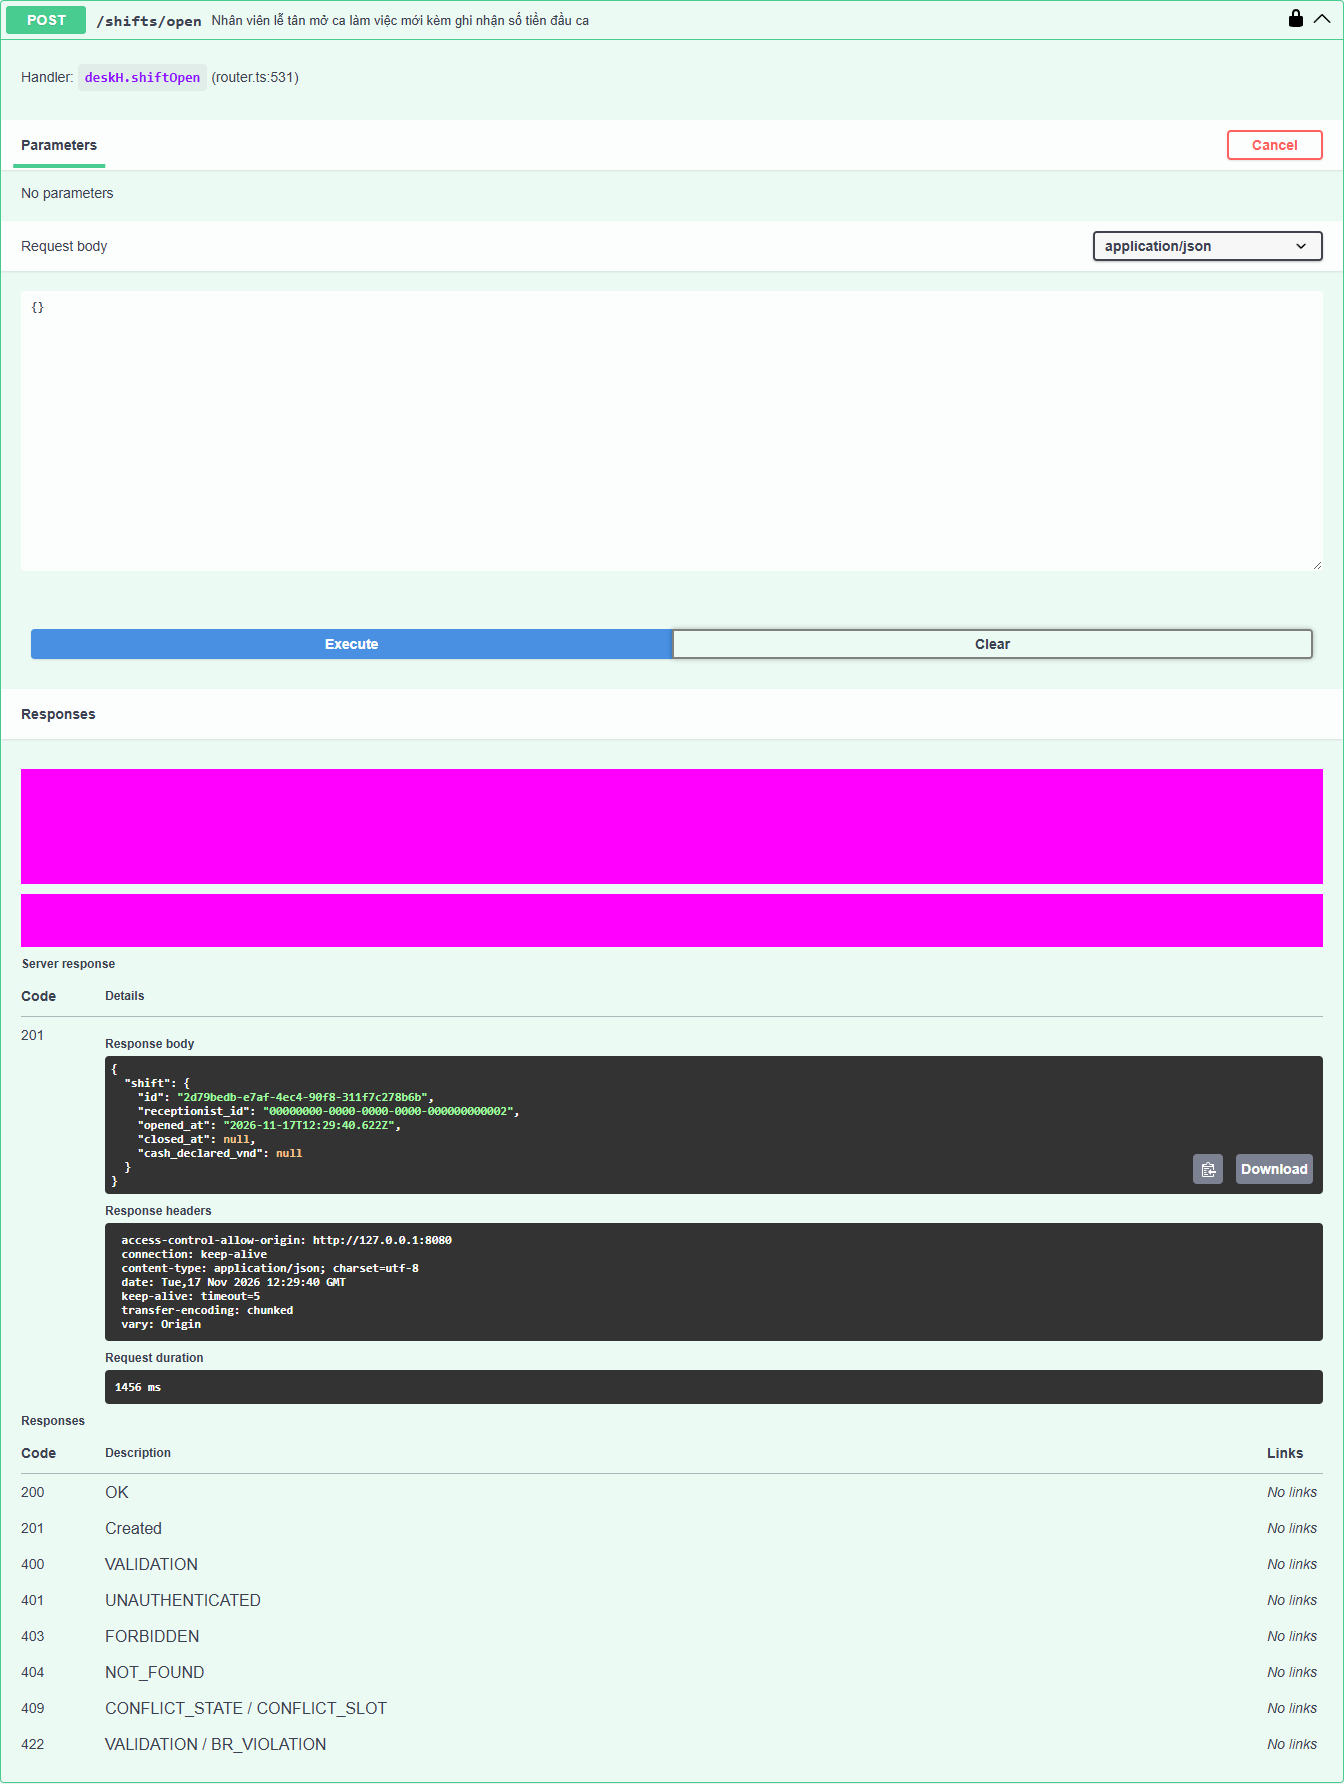 POST /shifts/open Nhân viên lễ tân mở ca làm việc mới kèm ghi nhận số tiền đầu ca
Handler: deskH.shiftOpen (router.ts:531)
Parameters
Cancel
No parameters
Request body
application/json
{}
Execute
Clear
Responses
Server response
Code Details
201
Response body
{
  "shift": {
    "id": "2d79bedb-e7af-4ec4-90f8-311f7c278b6b",
    "receptionist_id": "00000000-0000-0000-0000-000000000002",
    "opened_at": "2026-11-17T12:29:40.622Z",
    "closed_at": null,
    "cash_declared_vnd": null
  }
}
Download
Response headers
access-control-allow-origin: http://127.0.0.1:8080
connection: keep-alive
content-type: application/json; charset=utf-8
date: Tue,17 Nov 2026 12:29:40 GMT
keep-alive: timeout=5
transfer-encoding: chunked
vary: Origin
Request duration
1456 ms
Responses
Code Description Links
200 OK No links
201 Created No links
400 VALIDATION No links
401 UNAUTHENTICATED No links
403 FORBIDDEN No links
404 NOT_FOUND No links
409 CONFLICT_STATE / CONFLICT_SLOT No links
422 VALIDATION / BR_VIOLATION No links